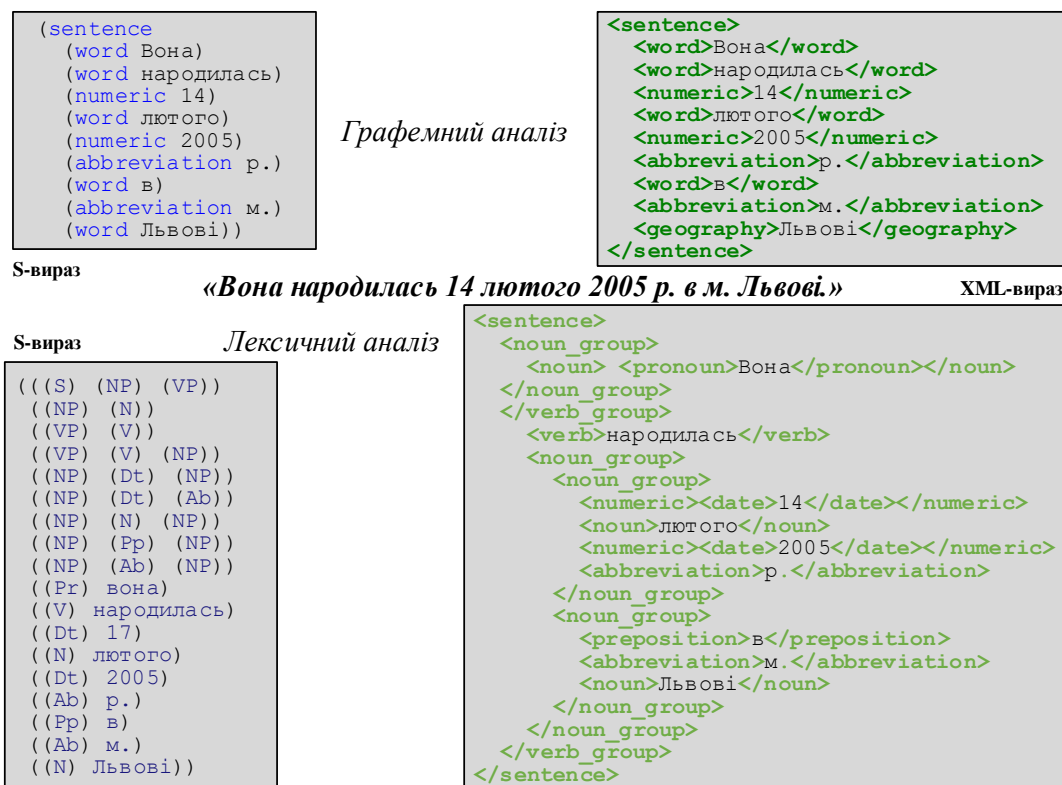 (sentence
(word Вона)
(word народилась)
(numeric 14)
(word лютого)
(numeric 2005)
(abbreviation р.)
(word в)
(abbreviation м.)
(word Львові))
S-вираз
Графемний аналіз
<sentence>
<word>Вона</word>
<word>народилась</word>
<numeric>14</numeric>
<word>лютого</word>
<numeric>2005</numeric>
<abbreviation>р.</abbreviation>
<word>в</word>
<abbreviation>м.</abbreviation>
<geography>Львові</geography>
</sentence>
XML-вираз
«Вона народилась 14 лютого 2005 р. в м. Львові.»
S-вираз
Лексичний аналіз
(((S) (NP) (VP))
((NP) (N))
((VP) (V))
((VP) (V) (NP))
((NP) (Dt) (NP))
((NP) (Dt) (Ab))
((NP) (N) (NP))
((NP) (Pp) (NP))
((NP) (Ab) (NP))
((Pr) вона)
((V) народилась)
((Dt) 17)
((N) лютого)
((Dt) 2005)
((Ab) р.)
((Pp) в)
((Ab) м.)
((N) Львові))
<sentence>
<noun_group>
<noun> <pronoun>Вона</pronoun></noun>
</noun_group>
</verb_group>
<verb>народилась</verb>
<noun_group>
<noun_group>
<numeric><date>14</date></numeric>
<noun>лютого</noun>
<numeric><date>2005</date></numeric>
<abbreviation>р.</abbreviation>
</noun_group>
<noun_group>
<preposition>в</preposition>
<abbreviation>м.</abbreviation>
<noun>Львові</noun>
</noun_group>
</noun_group>
</verb_group>
</sentence>